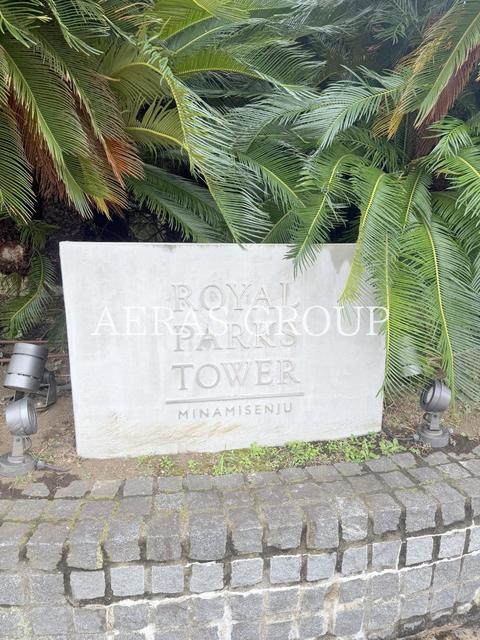 ROYAL
AERAS GROUP
PARKS
TOWER
MINAMISENJU